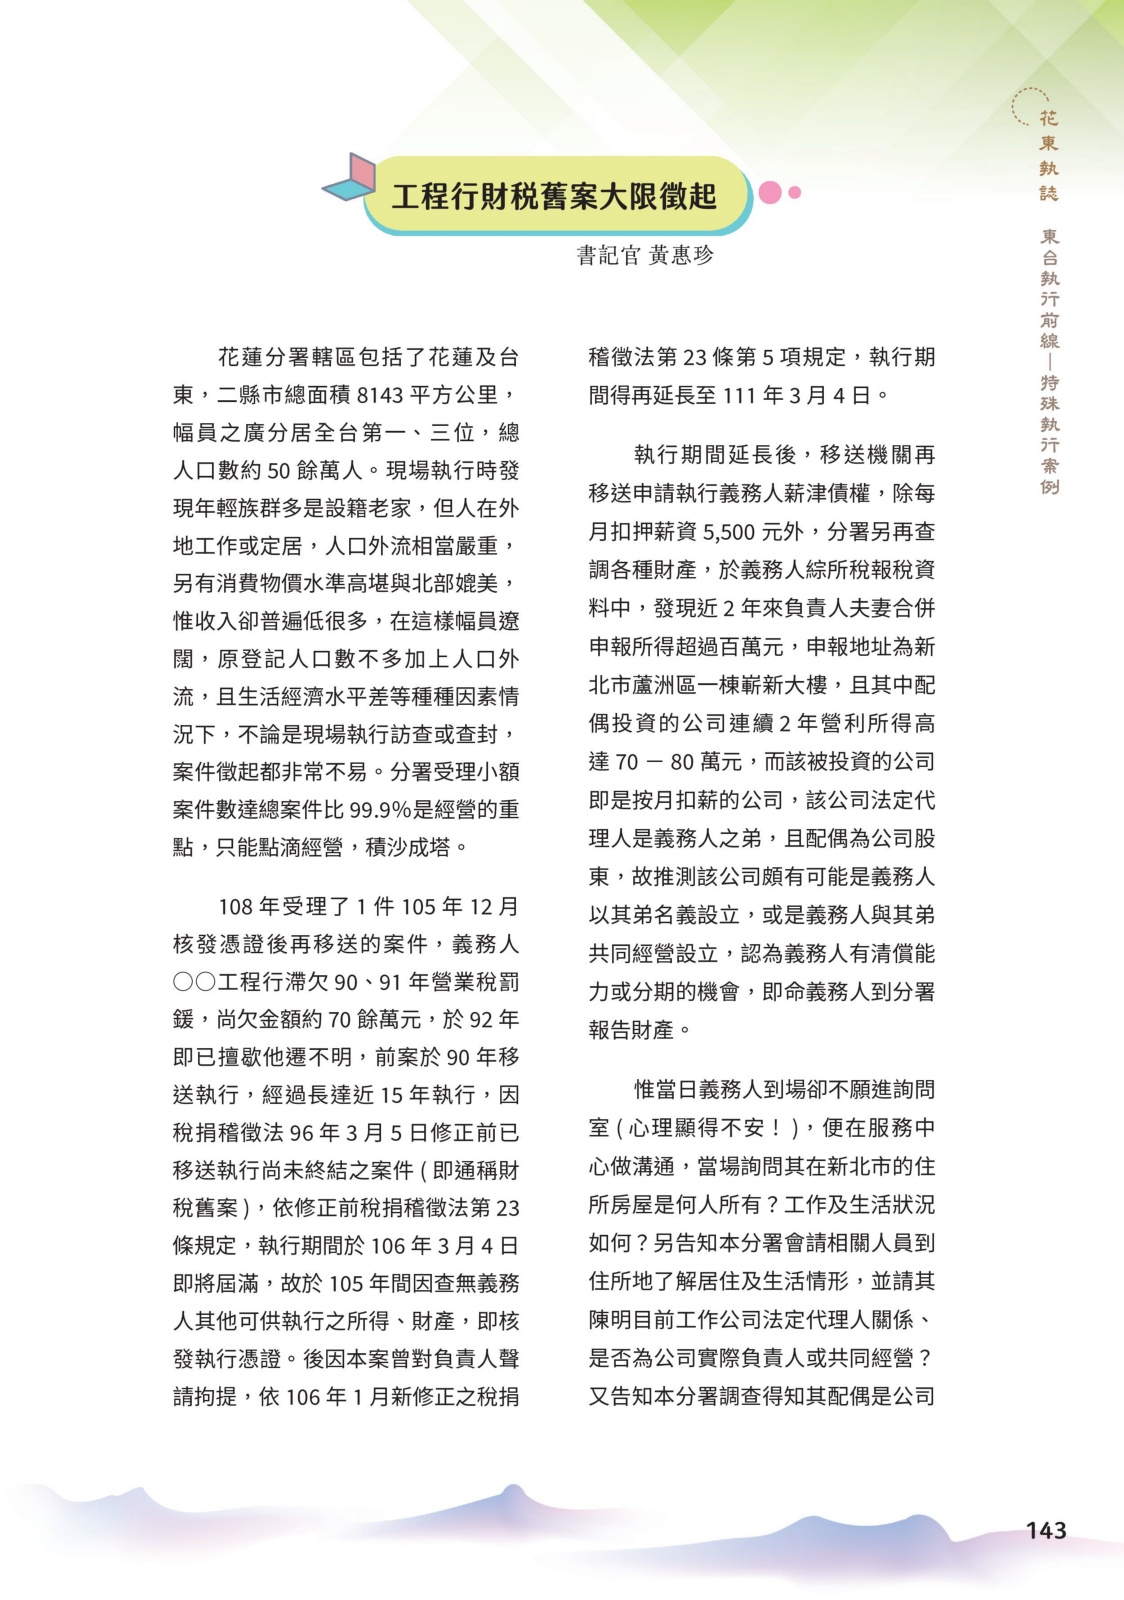 工程行財稅舊案大限徵起
書記官 黃惠珍
花蓮分署轄區包括了花蓮及台
東，二縣市總面積 8143 平方公里，
幅員之廣分居全台第一、三位，總
人口數約 50 餘萬人。現場執行時發
現年輕族群多是設籍老家，但人在外
地工作或定居，人口外流相當嚴重，
另有消費物價水準高堪與北部媲美，
惟收入卻普遍低很多，在這樣幅員遼
闊，原登記人口數不多加上人口外
流，且生活經濟水平差等種種因素情
況下，不論是現場執行訪查或查封，
案件徵起都非常不易。分署受理小額
案件數達總案件比 99.9％是經營的重
點，只能點滴經營，積沙成塔。
108 年受理了 1 件 105 年 12 月
核發憑證後再移送的案件，義務人
○○工程行滯欠 90、91 年營業稅罰
鍰，尚欠金額約 70 餘萬元，於 92 年
即已擅歇他遷不明，前案於 90 年移
送執行，經過長達近 15 年執行，因
稅捐稽徵法 96 年 3 月 5 日修正前已
移送執行尚未終結之案件 ( 即通稱財
稅舊案 )，依修正前稅捐稽徵法第 23
條規定，執行期間於 106 年 3 月 4 日
即將屆滿，故於 105 年間因查無義務
人其他可供執行之所得、財產，即核
發執行憑證。後因本案曾對負責人聲
請拘提，依 106 年 1 月新修正之稅捐
稽徵法第 23 條第 5 項規定，執行期
間得再延長至 111 年 3 月 4 日。
執行期間延長後，移送機關再
移送申請執行義務人薪津債權，除每
月扣押薪資 5,500 元外，分署另再查
調各種財產，於義務人綜所稅報稅資
料中，發現近 2 年來負責人夫妻合併
申報所得超過百萬元，申報地址為新
北市蘆洲區一棟嶄新大樓，且其中配
偶投資的公司連續 2 年營利所得高
達 70 － 80 萬元，而該被投資的公司
即是按月扣薪的公司，該公司法定代
理人是義務人之弟，且配偶為公司股
東，故推測該公司頗有可能是義務人
以其弟名義設立，或是義務人與其弟
共同經營設立，認為義務人有清償能
力或分期的機會，即命義務人到分署
報告財產。
惟當日義務人到場卻不願進詢問
室 ( 心理顯得不安！ )，便在服務中
心做溝通，當場詢問其在新北市的住
所房屋是何人所有？工作及生活狀況
如何？另告知本分署會請相關人員到
住所地了解居住及生活情形，並請其
陳明目前工作公司法定代理人關係、
是否為公司實際負責人或共同經營？
又告知本分署調查得知其配偶是公司
花東執誌 東台執行前線—特殊執行案例
143